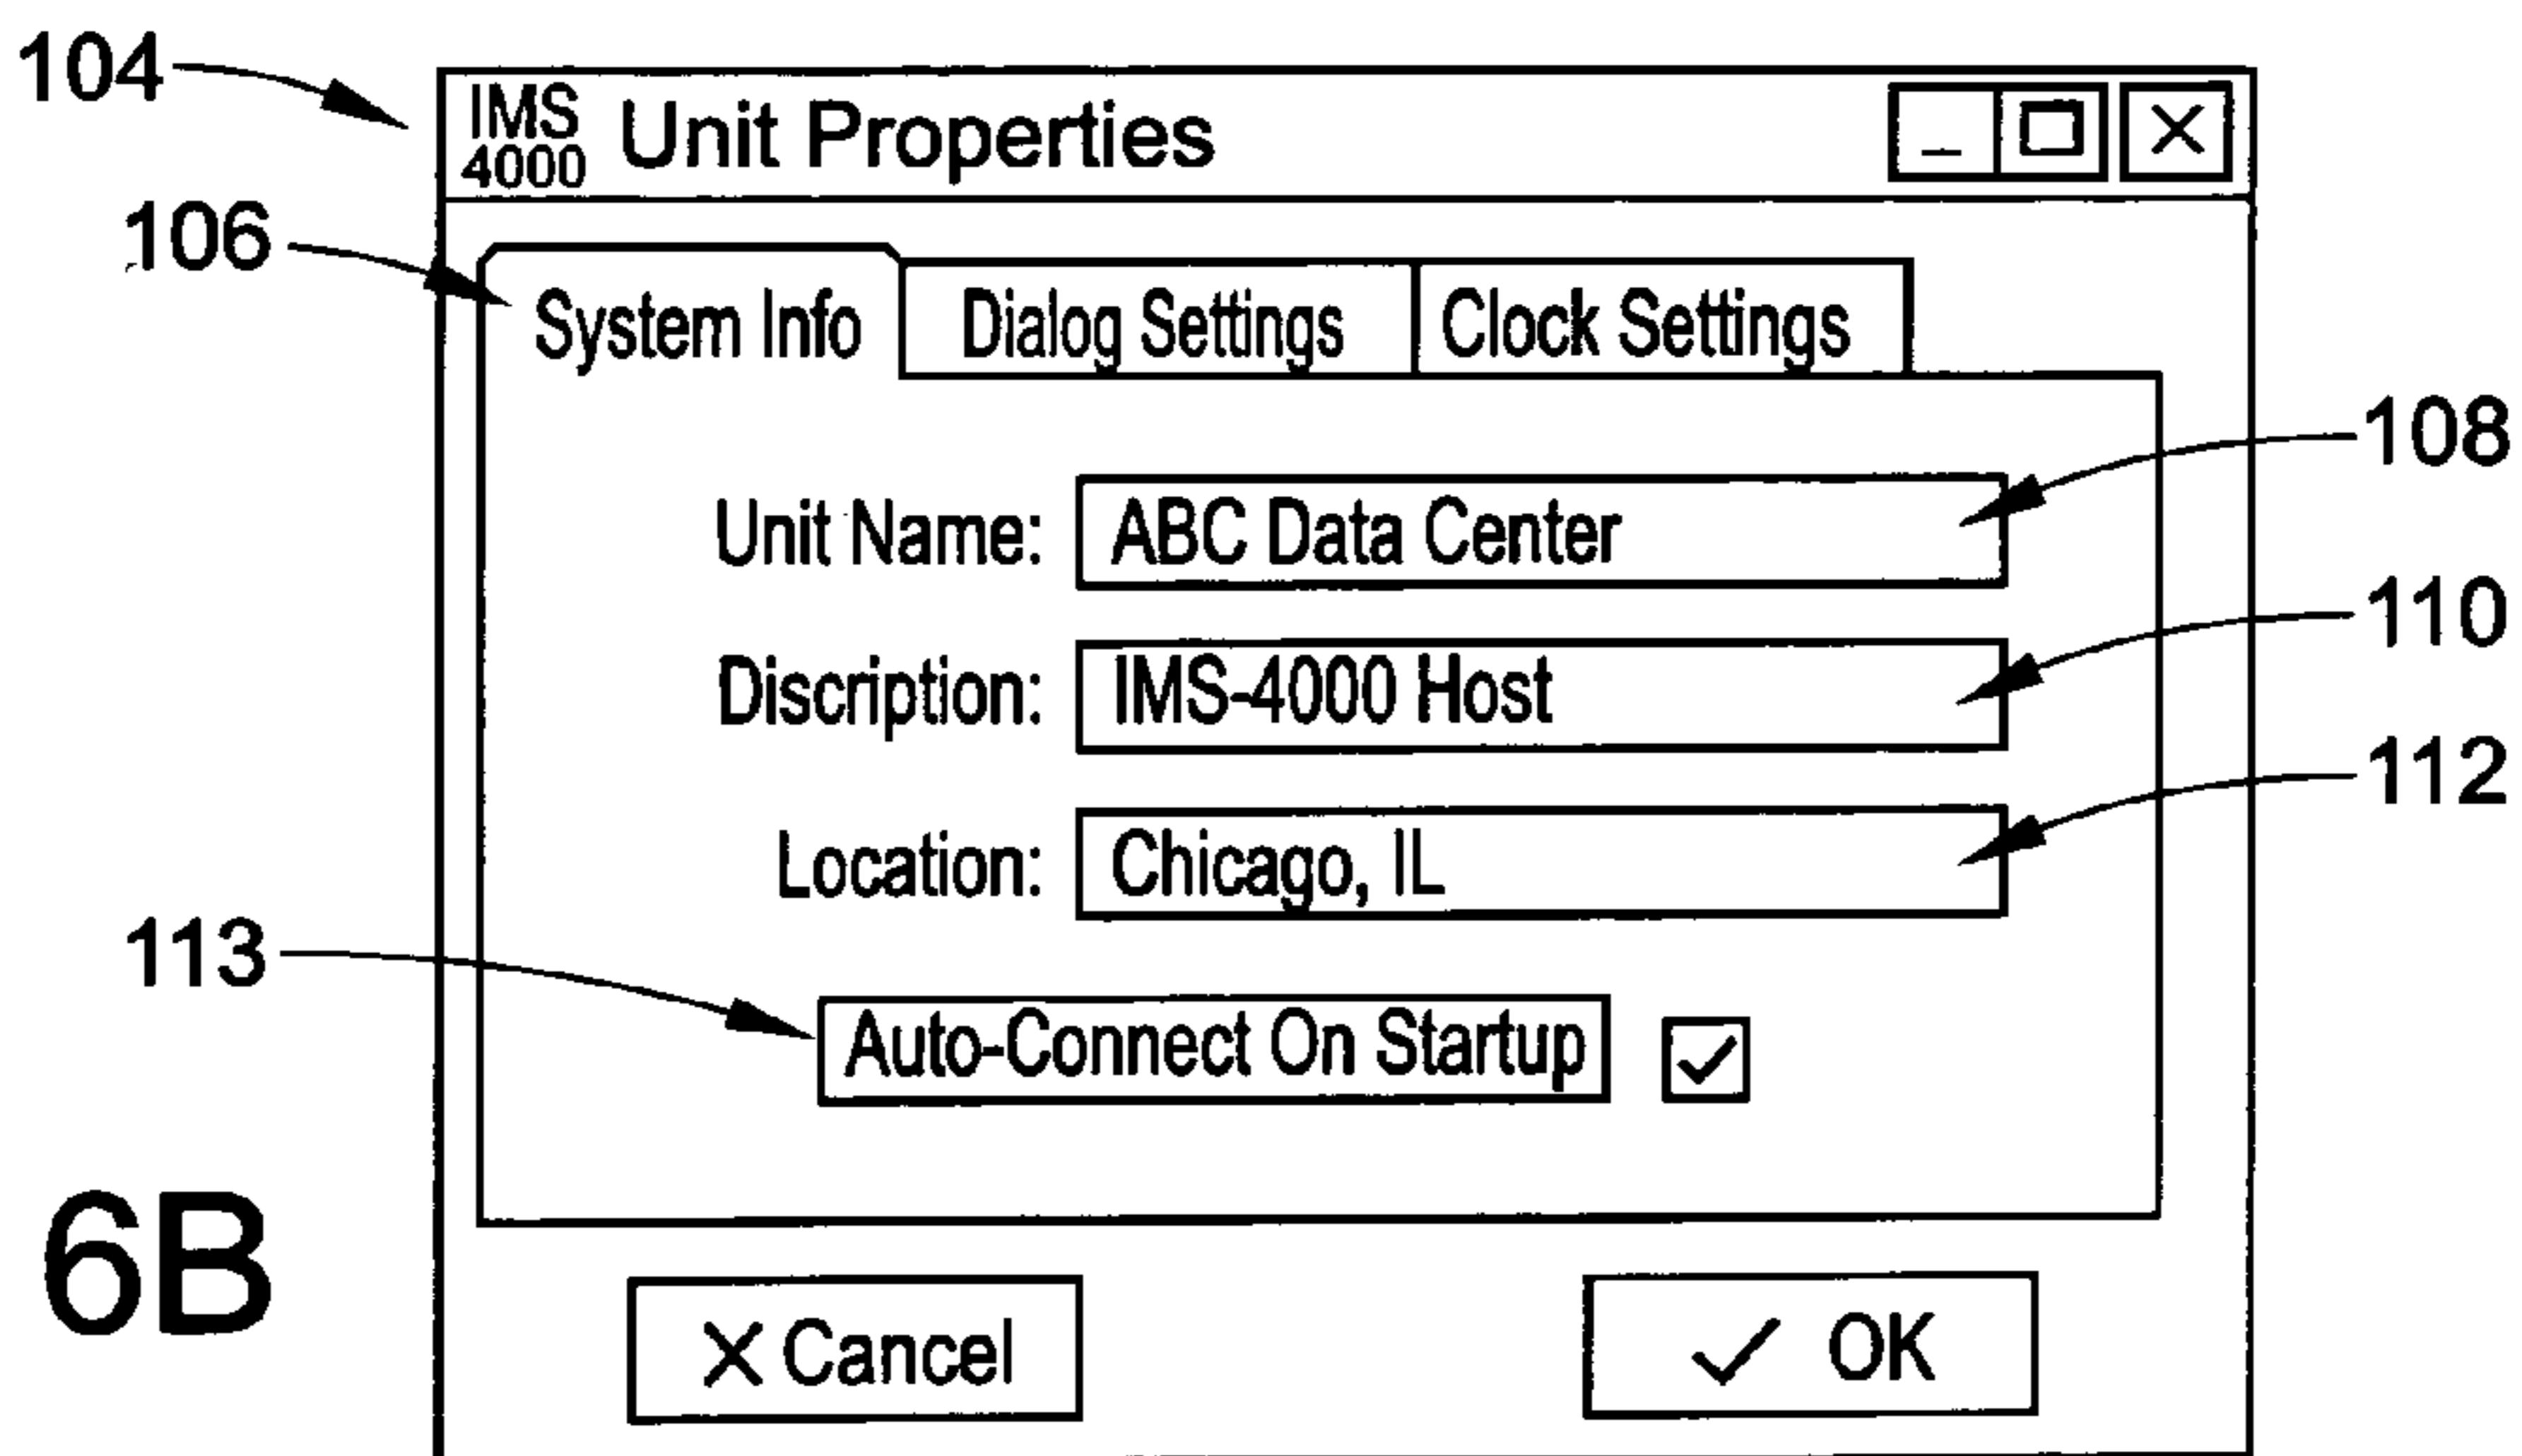 104
IMS
4000 Unit Properties
106
System Info Dialog Settings Clock Settings
108
Unit Name: ABC Data Center
110
Discription: IMS-4000 Host
112
Location: Chicago, IL
113
Auto-Connect On Startup
6B
Cancel OK